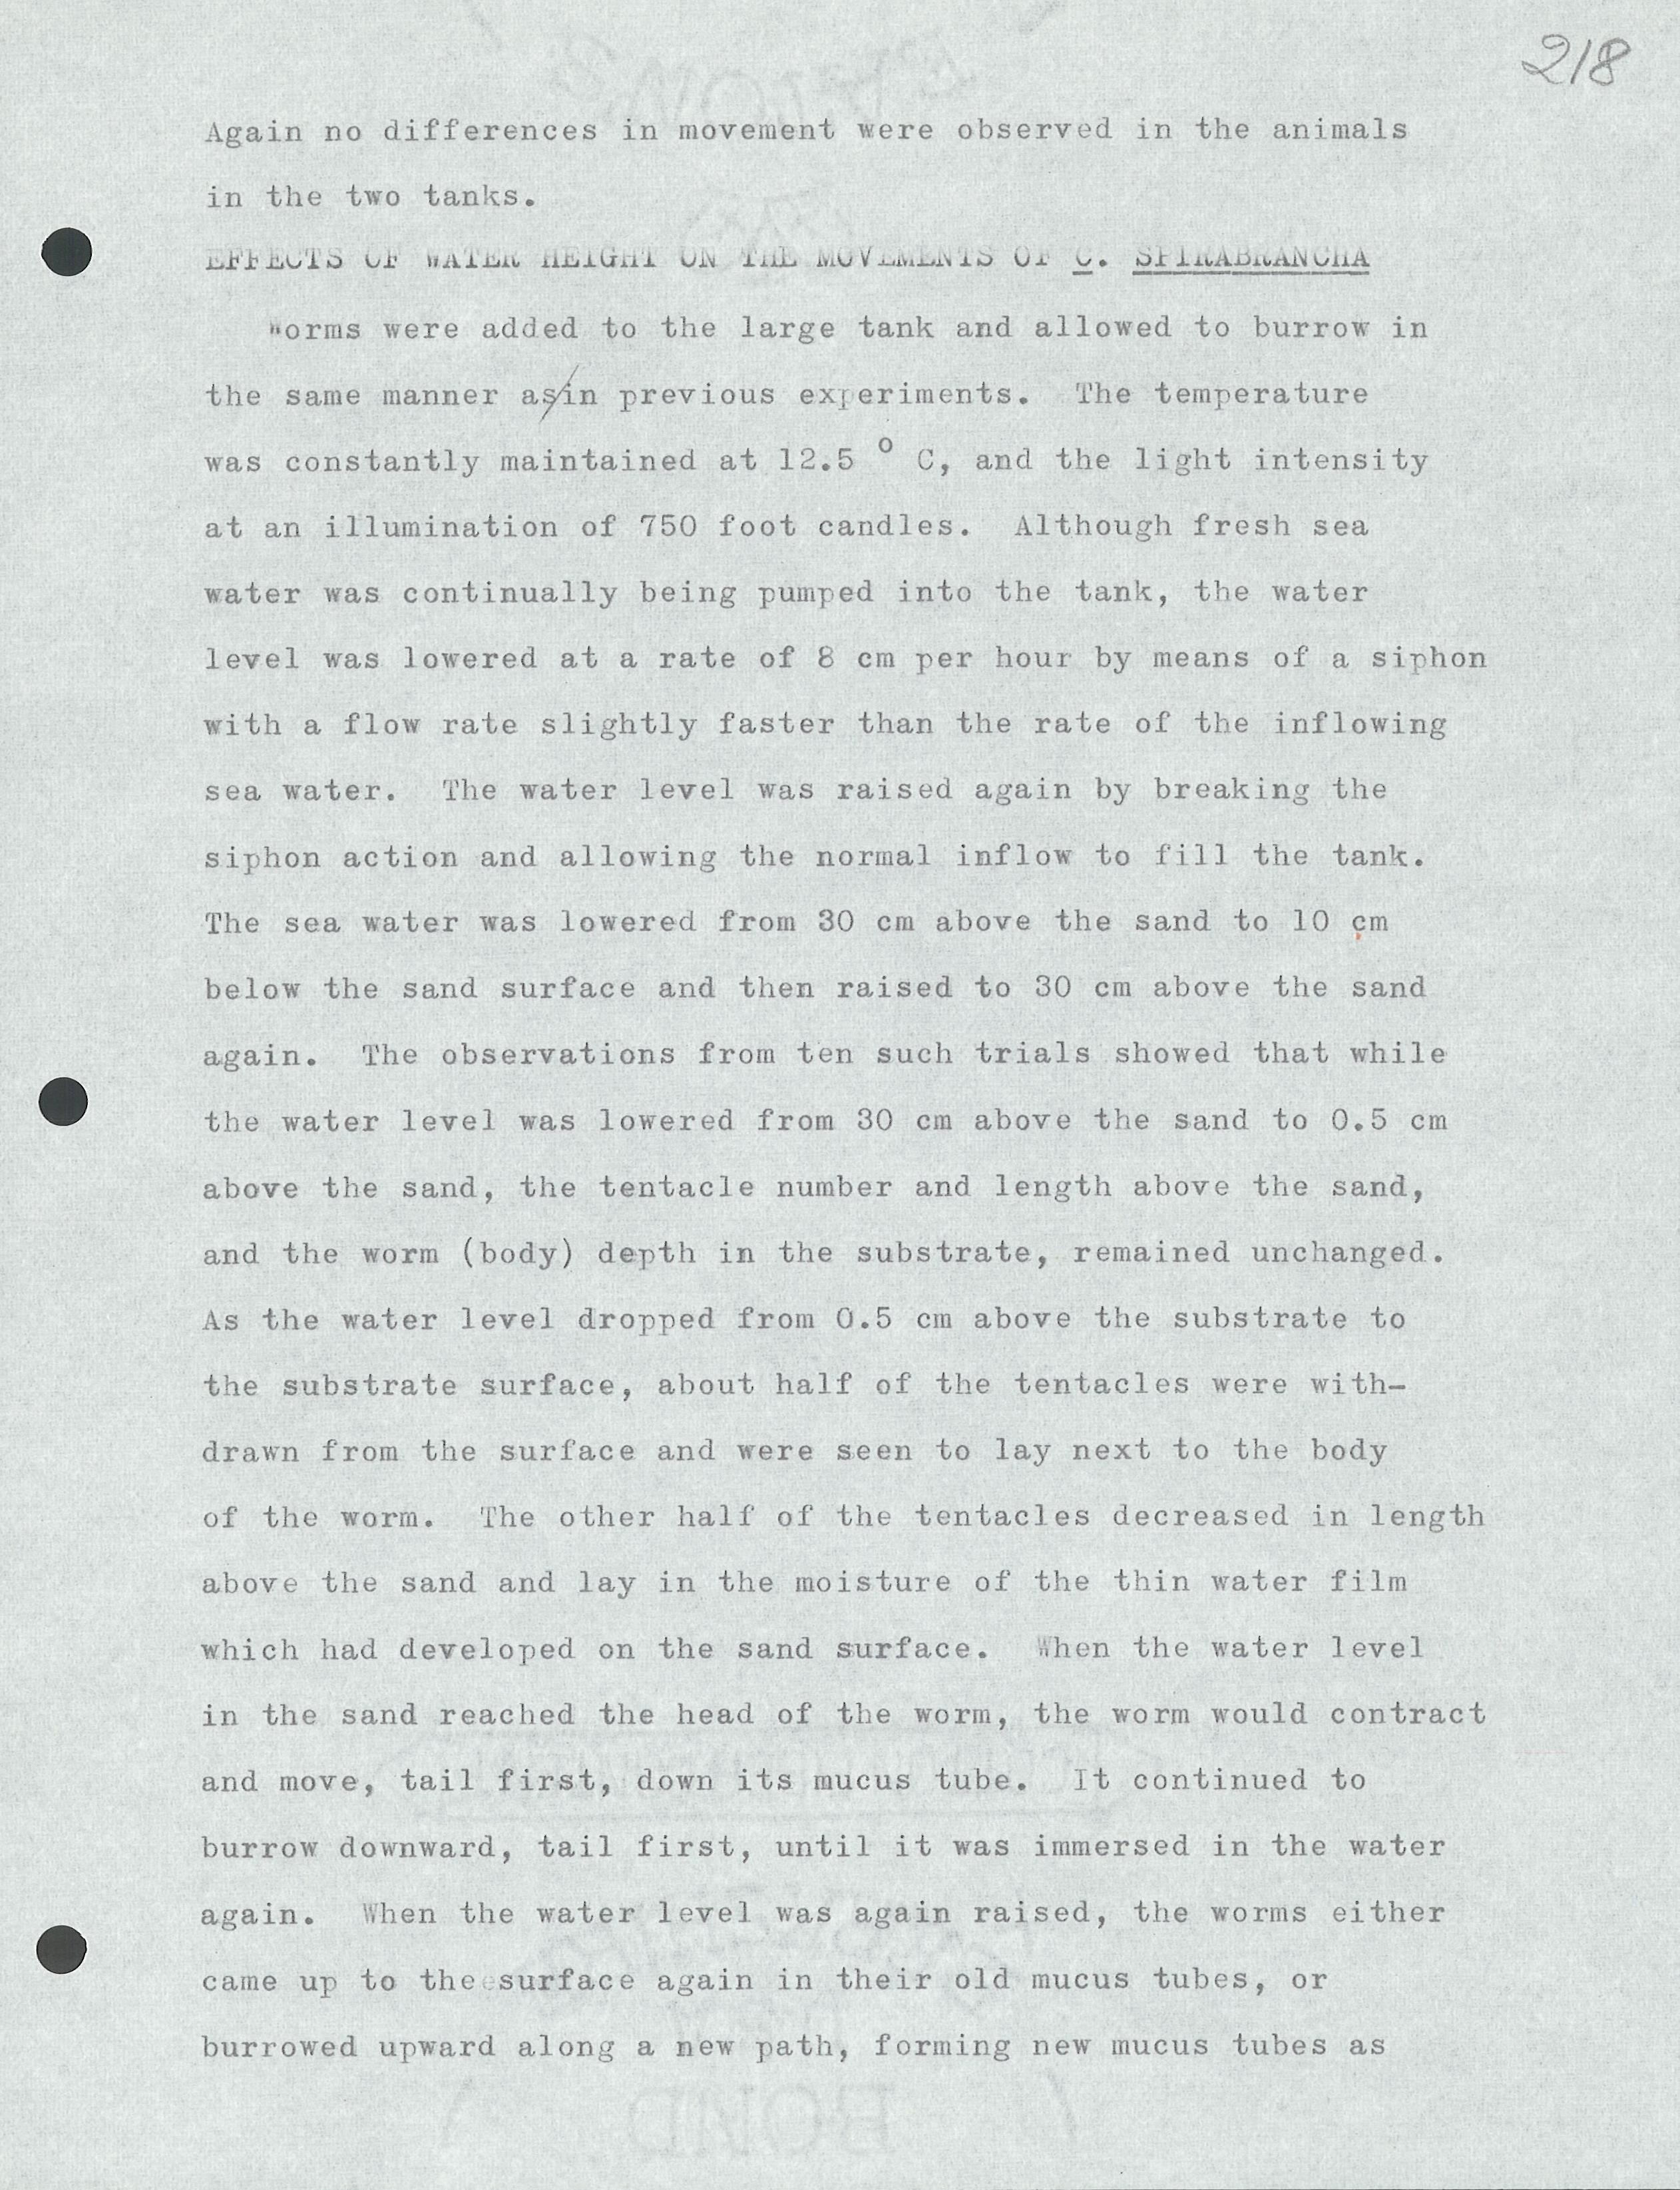 218
Again no differences in movement were observed in the animals
in the two tanks.
EFFECTS OF WATER HEIGHT ON THE MOVEMENTS OF C. SPIRABRANCHA
Worms were added to the large tank and allowed to burrow in
the same manner as/in previous experiments. The temperature
was constantly maintained at 12.5 ° C, and the light intensity
at an illumination of 750 foot candles. Although fresh sea
water was continually being pumped into the tank, the water
level was lowered at a rate of 8 cm per hour by means of a siphon
with a flow rate slightly faster than the rate of the inflowing
sea water. The water level was raised again by breaking the
siphon action and allowing the normal inflow to fill the tank.
The sea water was lowered from 30 cm above the sand to 10 cm
below the sand surface and then raised to 30 cm above the sand
again. The observations from ten such trials showed that while
the water level was lowered from 30 cm above the sand to 0.5 cm
above the sand, the tentacle number and length above the sand,
and the worm (body) depth in the substrate, remained unchanged.
As the water level dropped from 0.5 cm above the substrate to
the substrate surface, about half of the tentacles were with-
drawn from the surface and were seen to lay next to the body
of the worm. The other half of the tentacles decreased in length
above the sand and lay in the moisture of the thin water film
which had developed on the sand surface. When the water level
in the sand reached the head of the worm, the worm would contract
and move, tail first, down its mucus tube. It continued to
burrow downward, tail first, until it was immersed in the water
again. When the water level was again raised, the worms either
came up to the surface again in their old mucus tubes, or
burrowed upward along a new path, forming new mucus tubes as
BOND